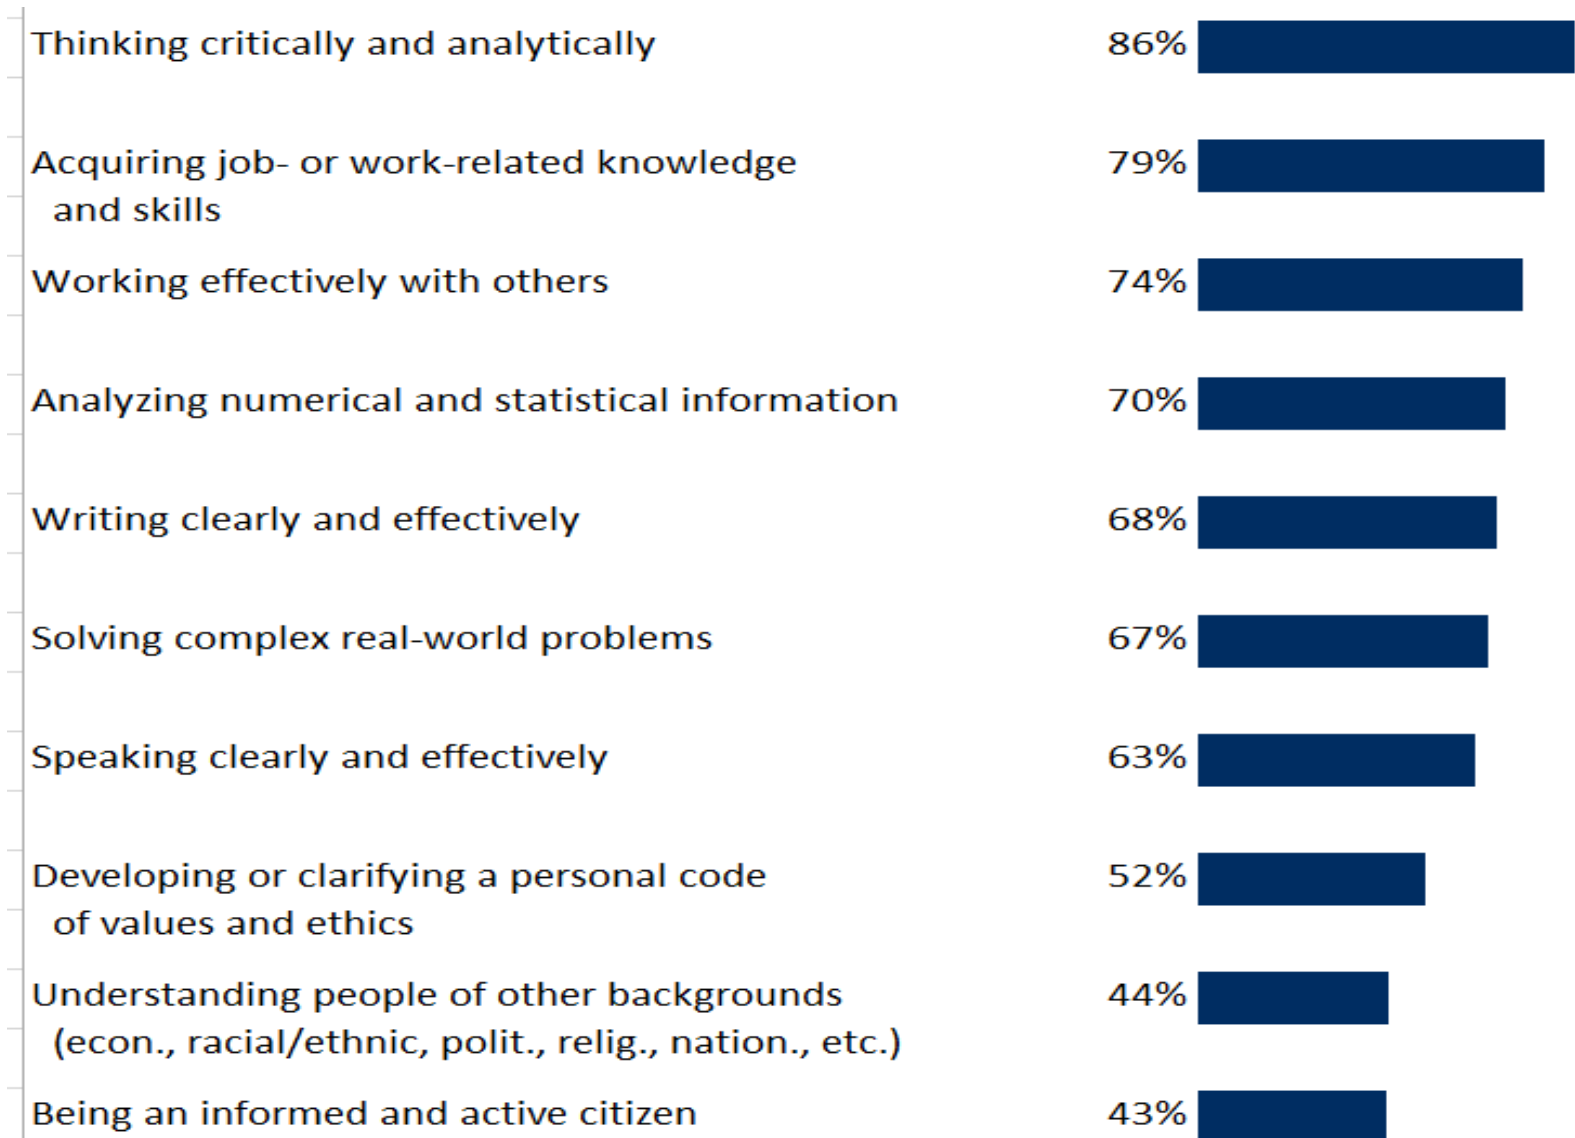 Thinking critically and analytically 86%
Acquiring job- or work-related knowledge 79%
and skills
Working effectively with others 74%
Analyzing numerical and statistical information 70%
Writing clearly and effectively 68%
Solving complex real-world problems 67%
Speaking clearly and effectively 63%
Developing or clarifying a personal code 52%
of values and ethics
Understanding people of other backgrounds 44%
(econ., racial/ethnic, polit., relig., nation., etc.)
Being an informed and active citizen 43%